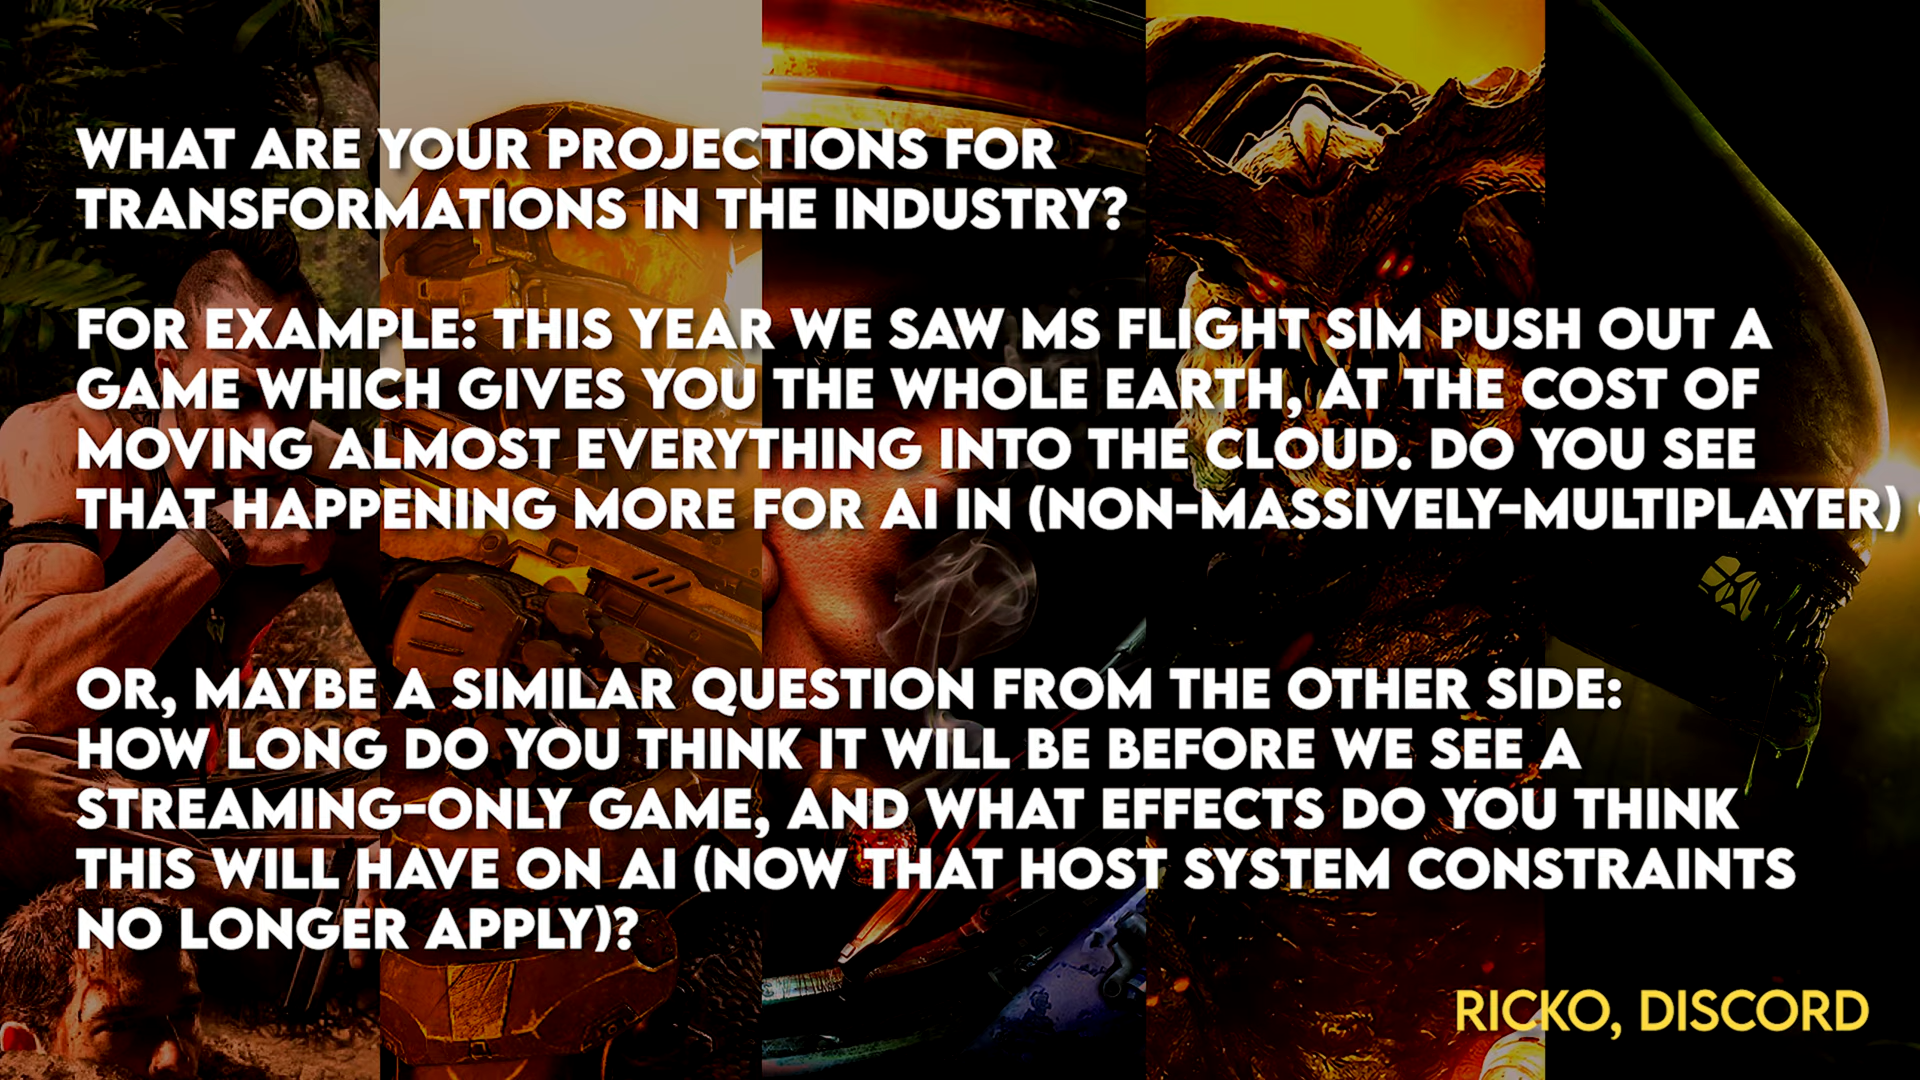 WHAT ARE YOUR PROJECTIONS FOR
TRANSFORMATIONS IN THE INDUSTRY?
FOR EXAMPLE: THIS YEAR WE SAW MS FLIGHT SIM PUSH OUT A
GAME WHICH GIVES YOU THE WHOLE EARTH, AT THE COST OF
MOVING ALMOST EVERYTHING INTO THE CLOUD. DO YOU SEE
THAT HAPPENING MORE FOR AI IN (NON-MASSIVELY-MULTIPLAYER)
OR, MAYBE A SIMILAR QUESTION FROM THE OTHER SIDE:
HOW LONG DO YOU THINK IT WILL BE BEFORE WE SEE A
STREAMING-ONLY GAME, AND WHAT EFFECTS DO YOU THINK
THIS WILL HAVE ON AI (NOW THAT HOST SYSTEM CONSTRAINTS
NO LONGER APPLY)?
RICKO, DISCORD